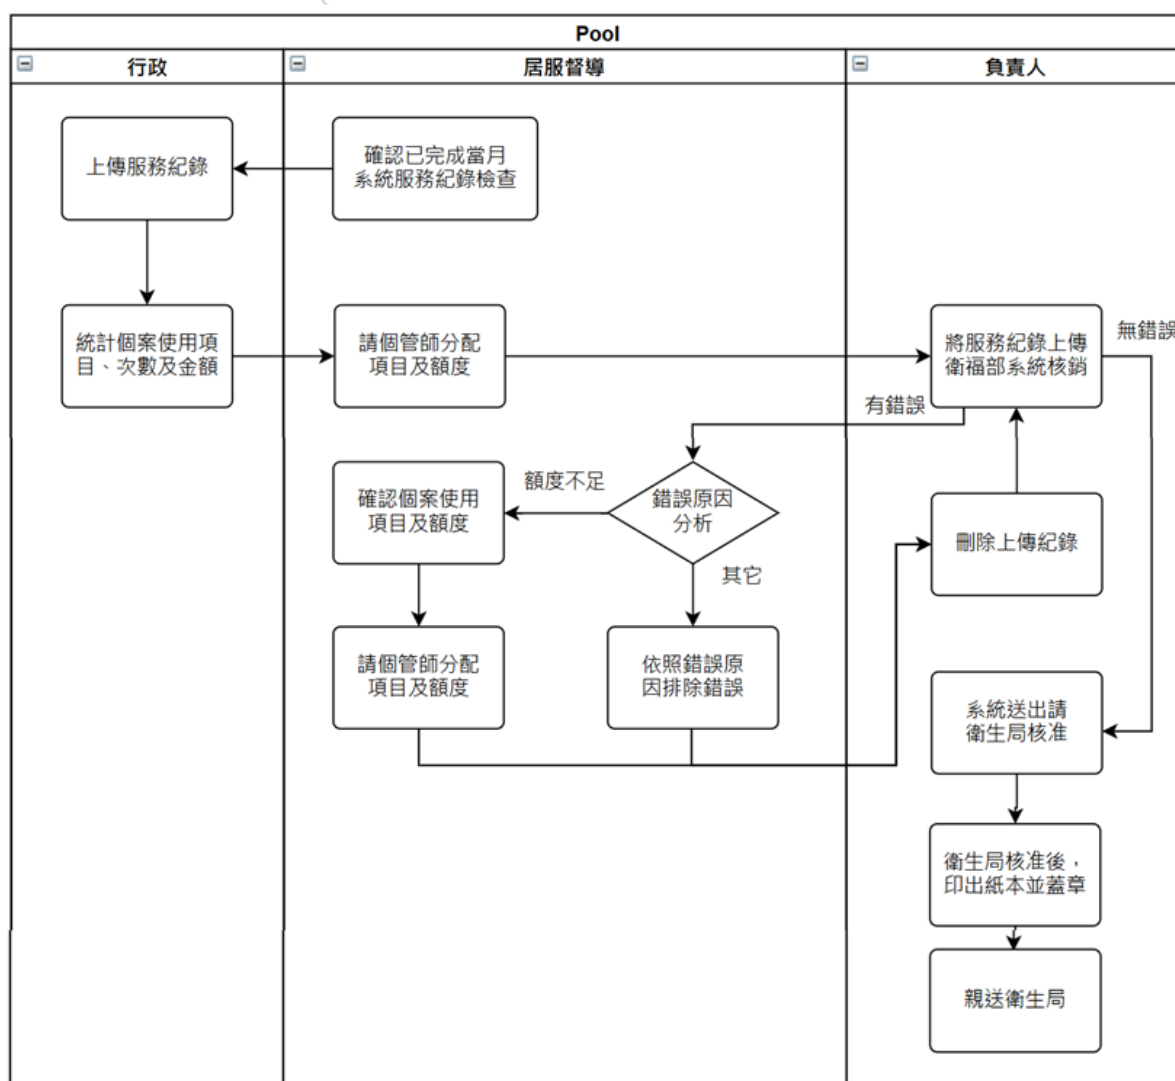 Pool
行政
居服督導
負責人
上傳服務紀錄
確認已完成當月
系統服務紀錄檢查
統計個案使用項
目、次數及金額
請個管師分配
項目及額度
將服務紀錄上傳
衛福部系統核銷
無錯誤
有錯誤
額度不足
確認個案使用
項目及額度
錯誤原因
分析
其它
刪除上傳紀錄
請個管師分配
項目及額度
依照錯誤原
因排除錯誤
系統送出請
衛生局核准
衛生局核准後，
印出紙本並蓋章
親送衛生局